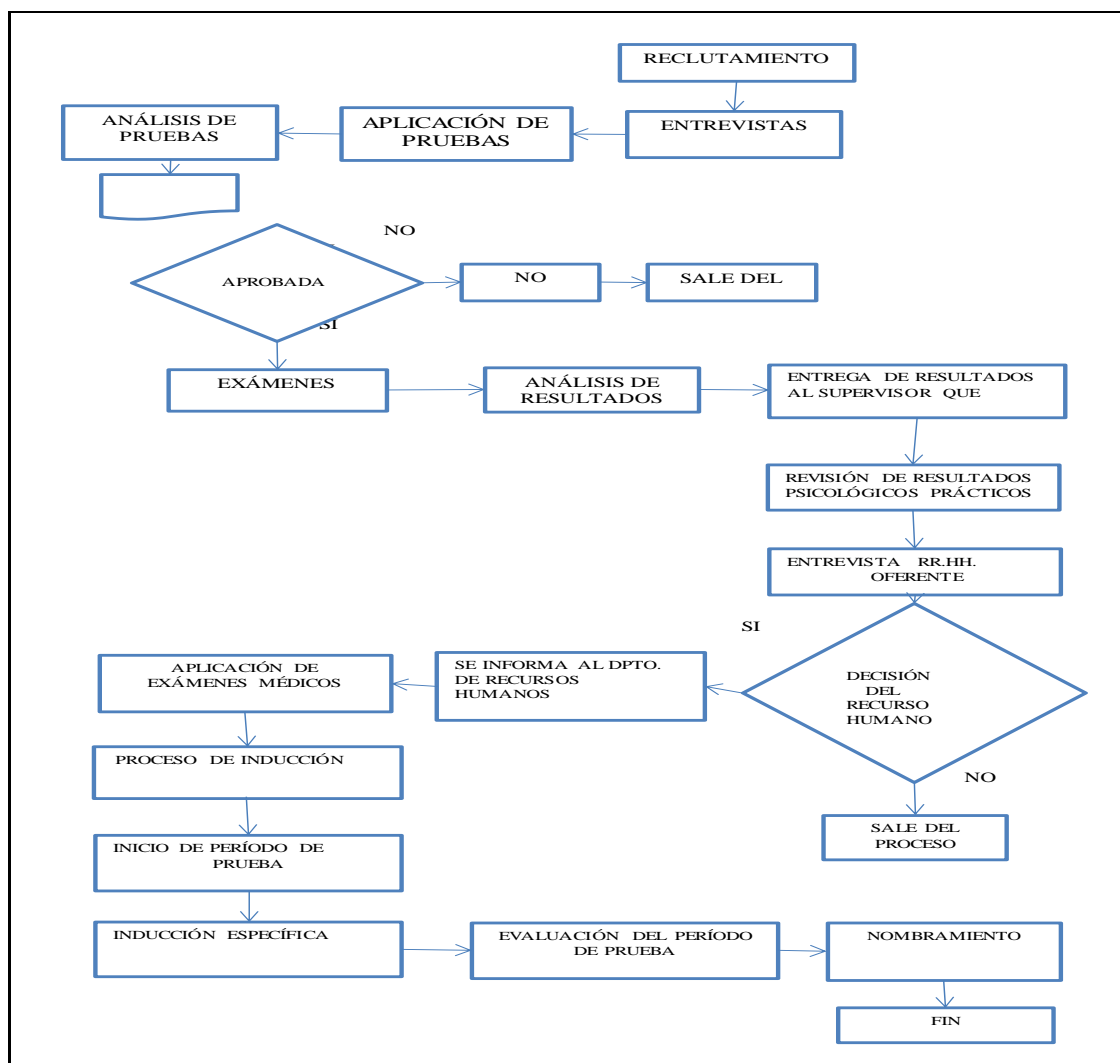 RECLUTAMIENTO
ENTREVISTAS
APLICACIÓN DE
PRUEBAS
ANÁLISIS DE
PRUEBAS
NO
APROBADA
NO
SALE DEL
SI
EXÁMENES
ANÁLISIS DE
RESULTADOS
ENTREGA DE RESULTADOS
AL SUPERVISOR QUE
REVISIÓN DE RESULTADOS
PSICOLÓGICOS PRÁCTICOS
ENTREVISTA RR.HH.
OFERENTE
SI
DECISIÓN
DEL
RECURSO
HUMANO
NO
SALE DEL
PROCESO
SE INFORMA AL DPTO.
DE RECURSOS
HUMANOS
APLICACIÓN DE
EXÁMENES MÉDICOS
PROCESO DE INDUCCIÓN
INICIO DE PERÍODO DE
PRUEBA
INDUCCIÓN ESPECÍFICA
EVALUACIÓN DEL PERÍODO
DE PRUEBA
NOMBRAMIENTO
FIN